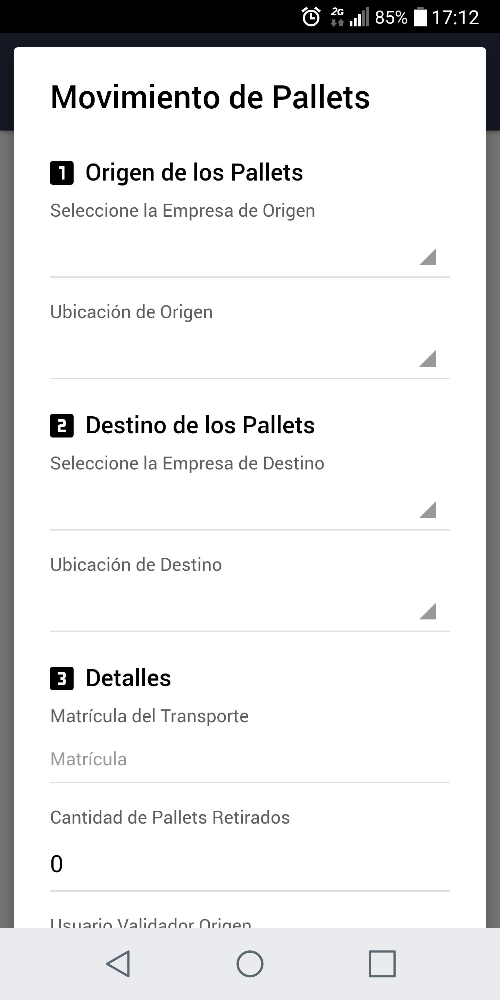 2G 85% 17:12
Movimiento de Pallets
1 Origen de los Pallets
Seleccione la Empresa de Origen
Ubicación de Origen
2 Destino de los Pallets
Seleccione la Empresa de Destino
Ubicación de Destino
3 Detalles
Matrícula del Transporte
Matrícula
Cantidad de Pallets Retirados
0
Usuario Validador Origen